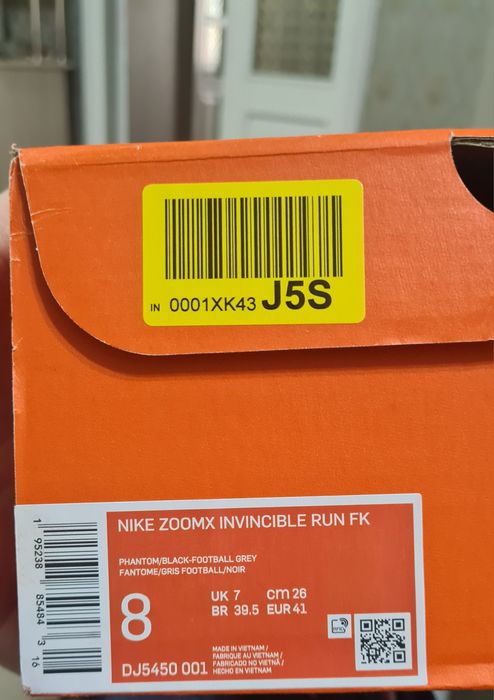 IN 0001XK43 J5S
NIKE ZOOMX INVINCIBLE RUN FK
PHANTOM/BLACK-FOOTBALL GREY
FANTOME/GRIS FOOTBALL/NOIR
8
UK 7 cm 26
BR 39.5 EUR 41
DJ5450 001
MADE IN VIETNAM/
FABRIQUE AU VIETNAM/
FABRICADO NO VIETNÃ/
HECHO EN VIETNAM
1 95238 85484 3 16